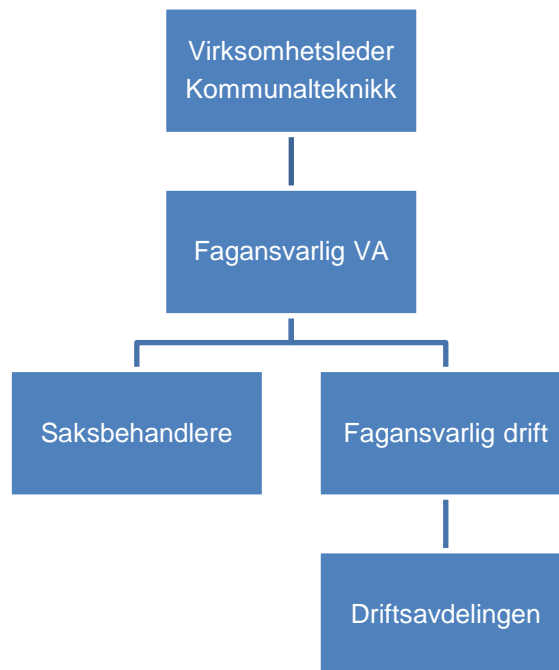 Virksomhetsleder
Kommunalteknikk
Fagansvarlig VA
Saksbehandlere
Fagansvarlig drift
Driftsavdelingen